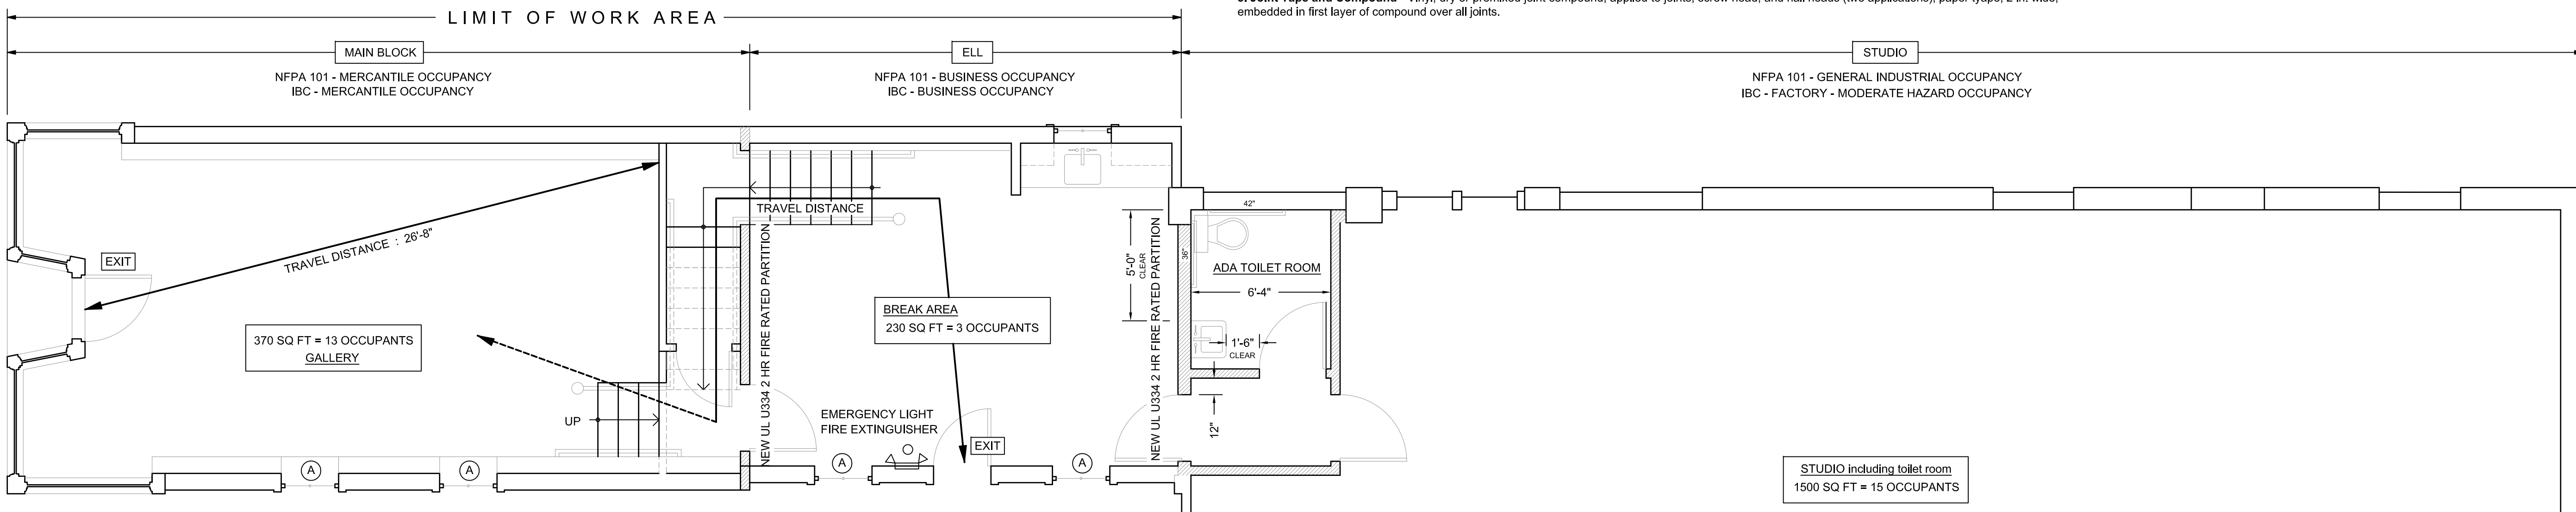 LIMIT OF WORK AREA
embedded in first layer of compound over all joints.
MAIN BLOCK
ELL
STUDIO
NFPA 101 - MERCANTILE OCCUPANCY
IBC - MERCANTILE OCCUPANCY
NFPA 101 - BUSINESS OCCUPANCY
IBC - BUSINESS OCCUPANCY
NFPA 101 - GENERAL INDUSTRIAL OCCUPANCY
IBC - FACTORY - MODERATE HAZARD OCCUPANCY
TRAVEL DISTANCE : 26'-8"
EXIT
370 SQ FT = 13 OCCUPANTS
GALLERY
UP
A
A
TRAVEL DISTANCE
NEW UL U334 2 HR FIRE RATED PARTITION
BREAK AREA
230 SQ FT = 3 OCCUPANTS
EMERGENCY LIGHT
FIRE EXTINGUISHER
EXIT
A
A
5'-0"
CLEAR
NEW UL U334 2 HR FIRE RATED PARTITION
42"
36"
ADA TOILET ROOM
6'-4"
1'-6"
CLEAR
12"
STUDIO including toilet room
1500 SQ FT = 15 OCCUPANTS